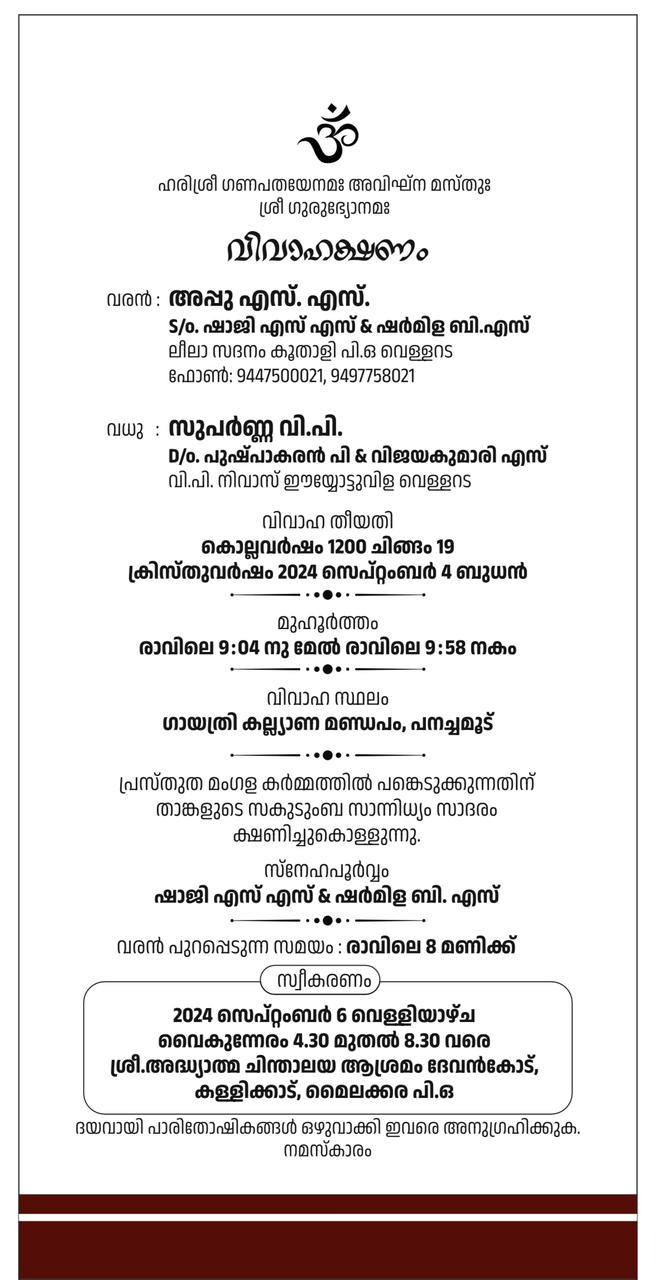 ॐ
ഹരിശ്രീ ഗണപതയേനമഃ അവിഘ്ന മസ്തുഃ
ശ്രീ ഗുരുഭ്യോനമഃ
വിവാഹക്ഷണം
വരൻ : അപ്പു എസ്. എസ്.
S/o. ഷാജി എസ് എസ് & ഷർമിള ബി.എസ്
ലീലാ സദനം കൂതാളി പി.ഒ വെള്ളറട
ഫോൺ: 9447500021, 9497758021
വധു : സുപർണ്ണ വി.പി.
D/o. പുഷ്പാകരൻ പി & വിജയകുമാരി എസ്
വി.പി. നിവാസ് ഈയ്യോട്ടുവിള വെള്ളറട
വിവാഹ തീയതി
കൊല്ലവർഷം 1200 ചിങ്ങം 19
ക്രിസ്തുവർഷം 2024 സെപ്റ്റംബർ 4 ബുധൻ
മുഹൂർത്തം
രാവിലെ 9:04 നു മേൽ രാവിലെ 9:58 നകം
വിവാഹ സ്ഥലം
ഗായത്രി കല്ല്യാണ മണ്ഡപം, പനച്ചമൂട്
പ്രസ്തുത മംഗള കർമ്മത്തിൽ പങ്കെടുക്കുന്നതിന്
താങ്കളുടെ സകുടുംബ സാന്നിധ്യം സാദരം
ക്ഷണിച്ചുകൊള്ളുന്നു.
സ്നേഹപൂർവ്വം
ഷാജി എസ് എസ് & ഷർമിള ബി. എസ്
വരൻ പുറപ്പെടുന്ന സമയം : രാവിലെ 8 മണിക്ക്
സ്വീകരണം
2024 സെപ്റ്റംബർ 6 വെള്ളിയാഴ്ച
വൈകുന്നേരം 4.30 മുതൽ 8.30 വരെ
ശ്രീ.അദ്ധ്യാത്മ ചിന്താലയ ആശ്രമം ദേവൻകോട്,
കള്ളിക്കാട്, മൈലക്കര പി.ഒ
ദയവായി പാരിതോഷികങ്ങൾ ഒഴുവാക്കി ഇവരെ അനുഗ്രഹിക്കുക.
നമസ്കാരം